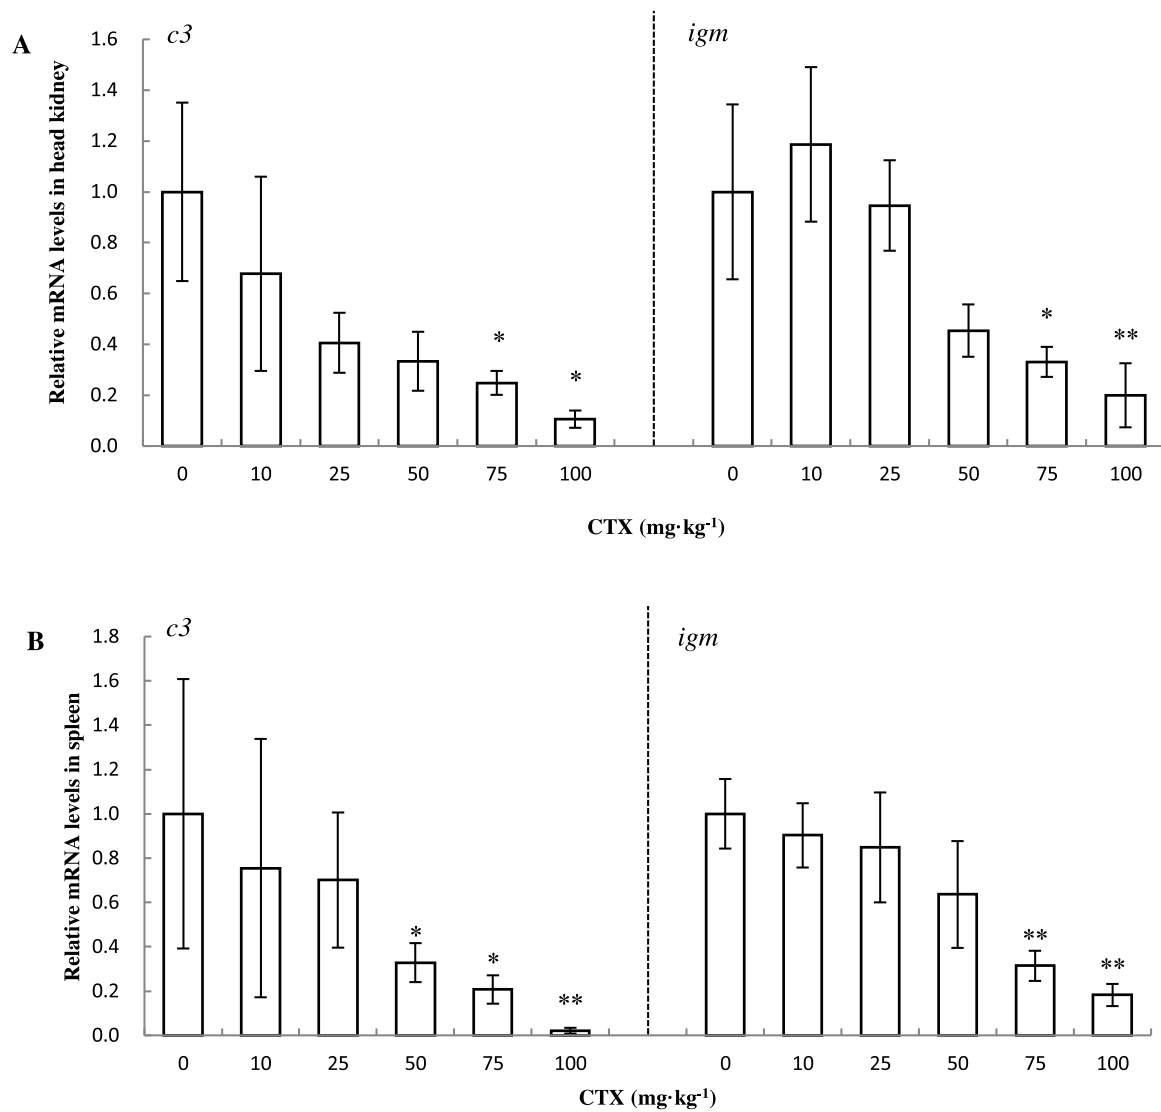 A
c3
igm
Relative mRNA levels in head kidney
1.6
1.4
1.2
1.0
0.8
0.6
0.4
0.2
0.0
*
*
*
**
0 10 25 50 75 100 0 10 25 50 75 100
CTX (mg·kg-1)
B
c3
igm
Relative mRNA levels in spleen
1.8
1.6
1.4
1.2
1.0
0.8
0.6
0.4
0.2
0.0
*
*
**
**
**
0 10 25 50 75 100 0 10 25 50 75 100
CTX (mg·kg-1)